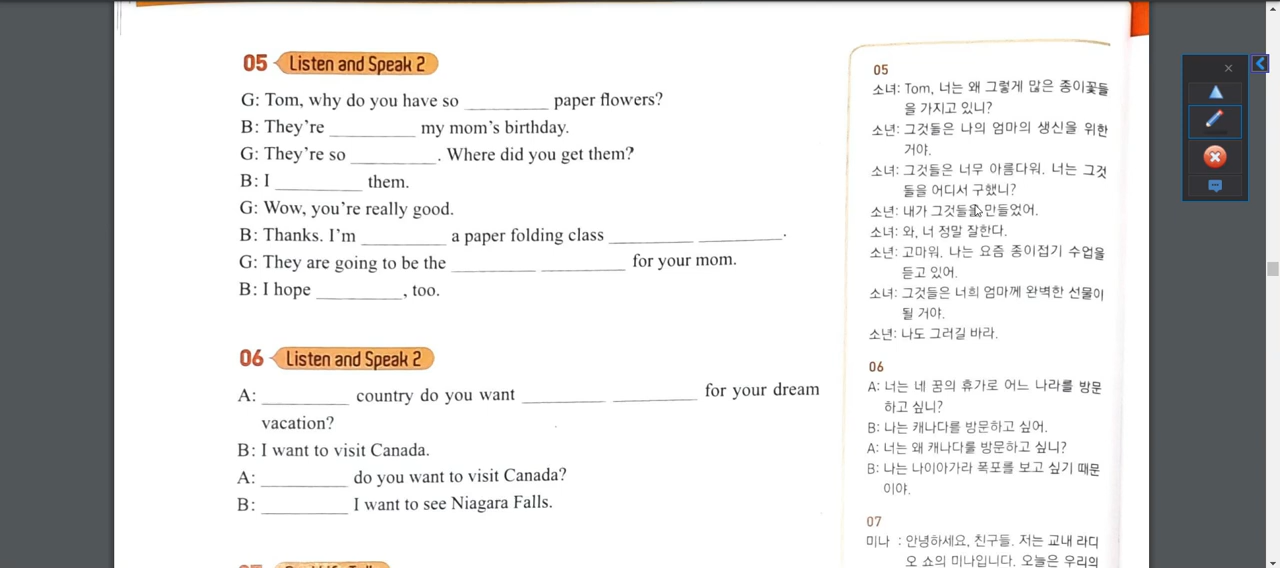 05 Listen and Speak 2
G: Tom, why do you have so ________ paper flowers?
B: They're ________ my mom's birthday.
G: They're so ________. Where did you get them?
B: I ________ them.
G: Wow, you're really good.
B: Thanks. I'm ________ a paper folding class ________ ________.
G: They are going to be the ________ ________ for your mom.
B: I hope ________, too.
06 Listen and Speak 2
A: ________ country do you want ________ ________ for your dream
vacation?
B: I want to visit Canada.
A: ________ do you want to visit Canada?
B: ________ I want to see Niagara Falls.
05
소녀: Tom, 너는 왜 그렇게 많은 종이꽃들
을 가지고 있니?
소년: 그것들은 나의 엄마의 생신을 위한
거야.
소녀: 그것들은 너무 아름다워. 너는 그것
들을 어디서 구했니?
소년: 내가 그것들을 만들었어.
소녀: 와, 너 정말 잘한다.
소년: 고마워. 나는 요즘 종이접기 수업을
듣고 있어.
소녀: 그것들은 너희 엄마께 완벽한 선물이
될 거야.
소년: 나도 그러길 바라.
06
A: 너는 네 꿈의 휴가로 어느 나라를 방문
하고 싶니?
B: 나는 캐나다를 방문하고 싶어.
A: 너는 왜 캐나다를 방문하고 싶니?
B: 나는 나이아가라 폭포를 보고 싶기 때문
이야.
07
미나 : 안녕하세요, 친구들. 저는 교내 라디
오 쇼의 미나입니다. 오늘은 우리의